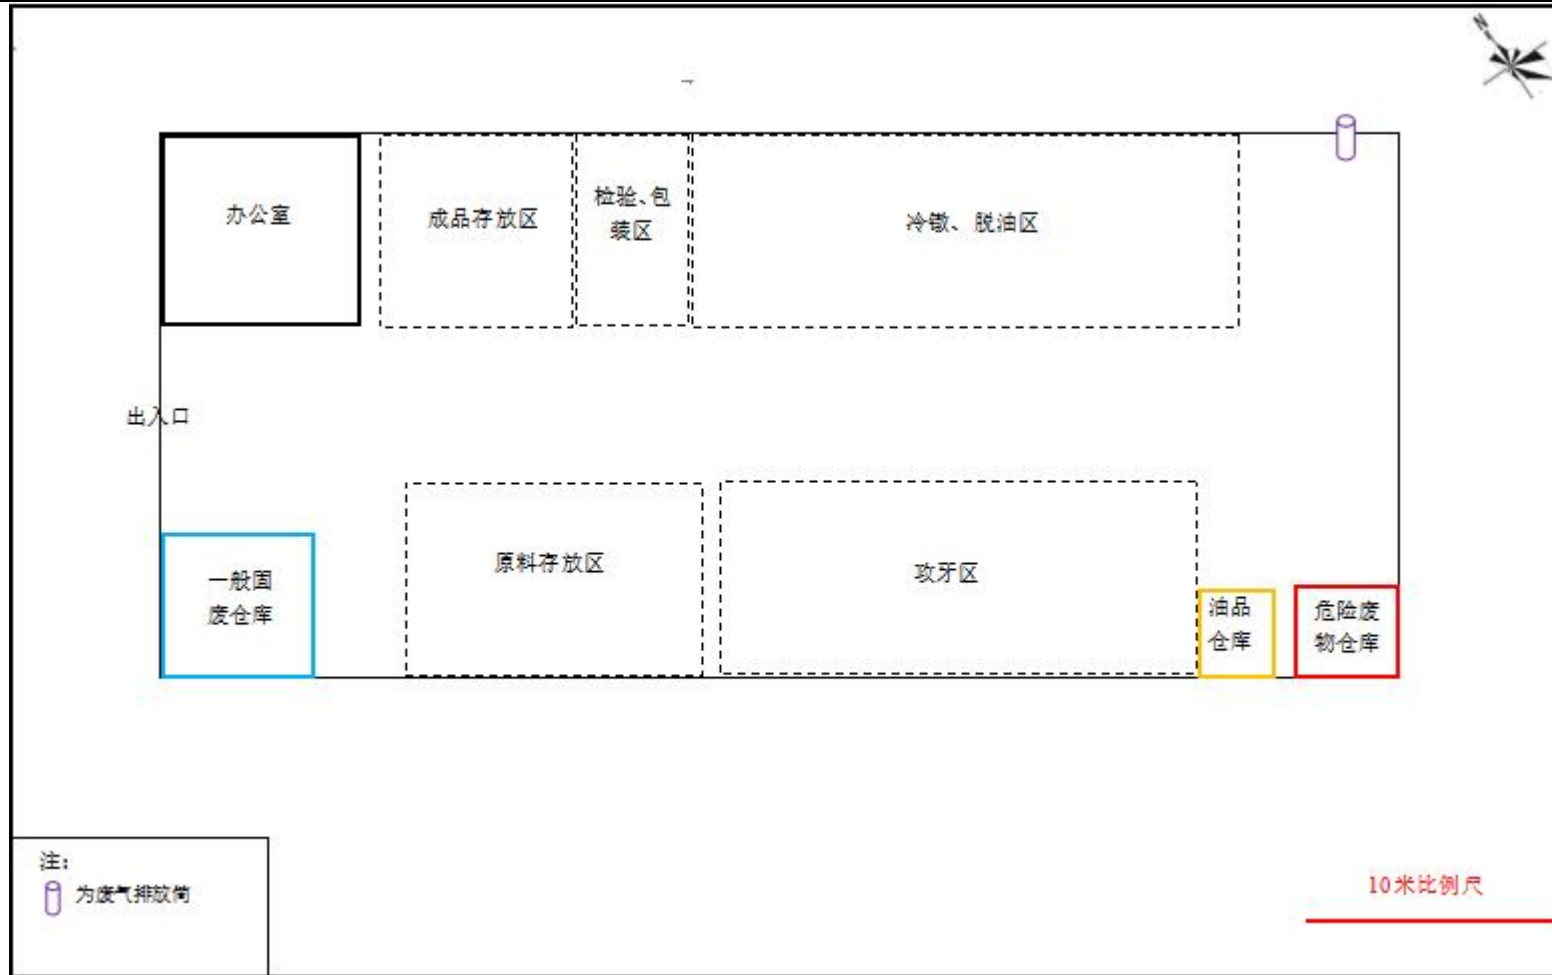 N
办公室
成品存放区
检验、包
装区
冷镦、脱油区
出入口
一般固
废仓库
原料存放区
攻牙区
油品
仓库
危险废
物仓库
注:
为废气排放筒
10米比例尺